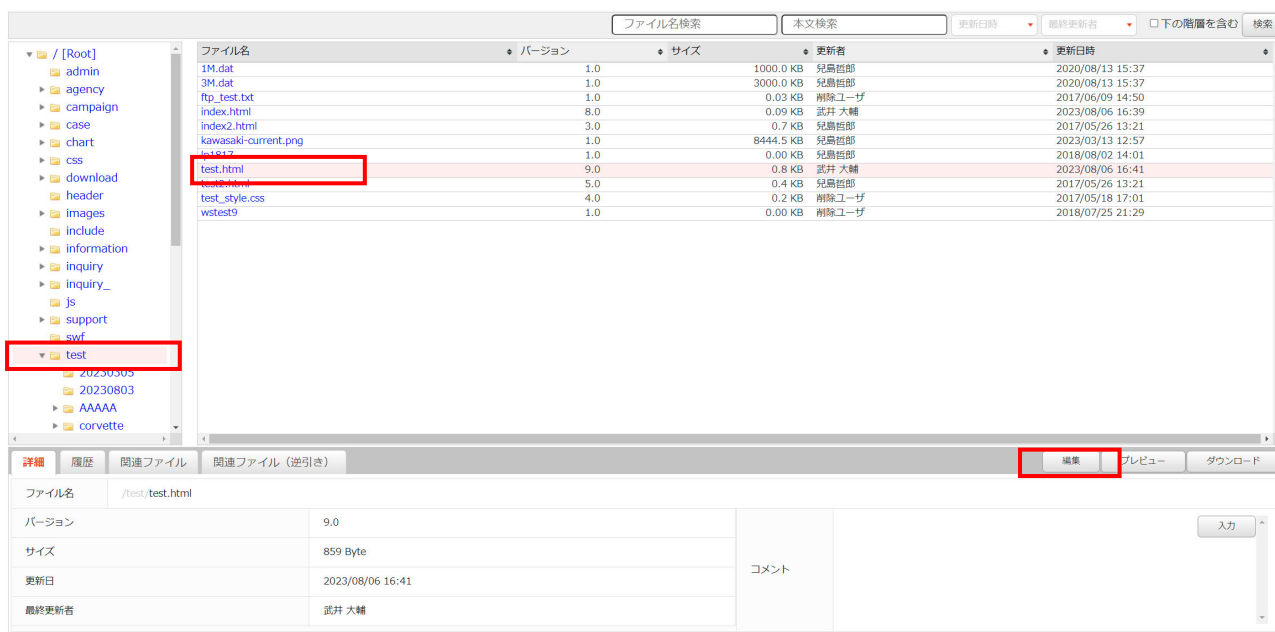 ファイル名検索 本文検索 更新日時 最終更新者 下の階層を含む 検索
/ [Root]
admin
agency
campaign
case
chart
css
download
header
images
include
information
inquiry
inquiry_
js
support
swf
test
20230305
20230803
AAAAA
corvette
ファイル名 バージョン サイズ 更新者 更新日時
1M.dat 1.0 1000.0 KB 兒島哲郎 2020/08/13 15:37
3M.dat 1.0 3000.0 KB 兒島哲郎 2020/08/13 15:37
ftp_test.txt 1.0 0.03 KB 削除ユーザ 2017/06/09 14:50
index.html 8.0 0.09 KB 武井 大輔 2023/08/06 16:39
index2.html 3.0 0.7 KB 兒島哲郎 2017/05/26 13:21
kawasaki-current.png 1.0 8444.5 KB 兒島哲郎 2023/03/13 12:57
lp1817 1.0 0.00 KB 兒島哲郎 2018/08/02 14:01
test.html 9.0 0.8 KB 武井 大輔 2023/08/06 16:41
test2.html 5.0 0.4 KB 兒島哲郎 2017/05/26 13:21
test_style.css 4.0 0.2 KB 削除ユーザ 2017/05/18 17:01
wstest9 1.0 0.00 KB 削除ユーザ 2018/07/25 21:29
詳細 履歴 関連ファイル 関連ファイル（逆引き） 編集 プレビュー ダウンロード
ファイル名 /test/test.html
バージョン 9.0
サイズ 859 Byte
更新日 2023/08/06 16:41
最終更新者 武井 大輔
コメント
入力